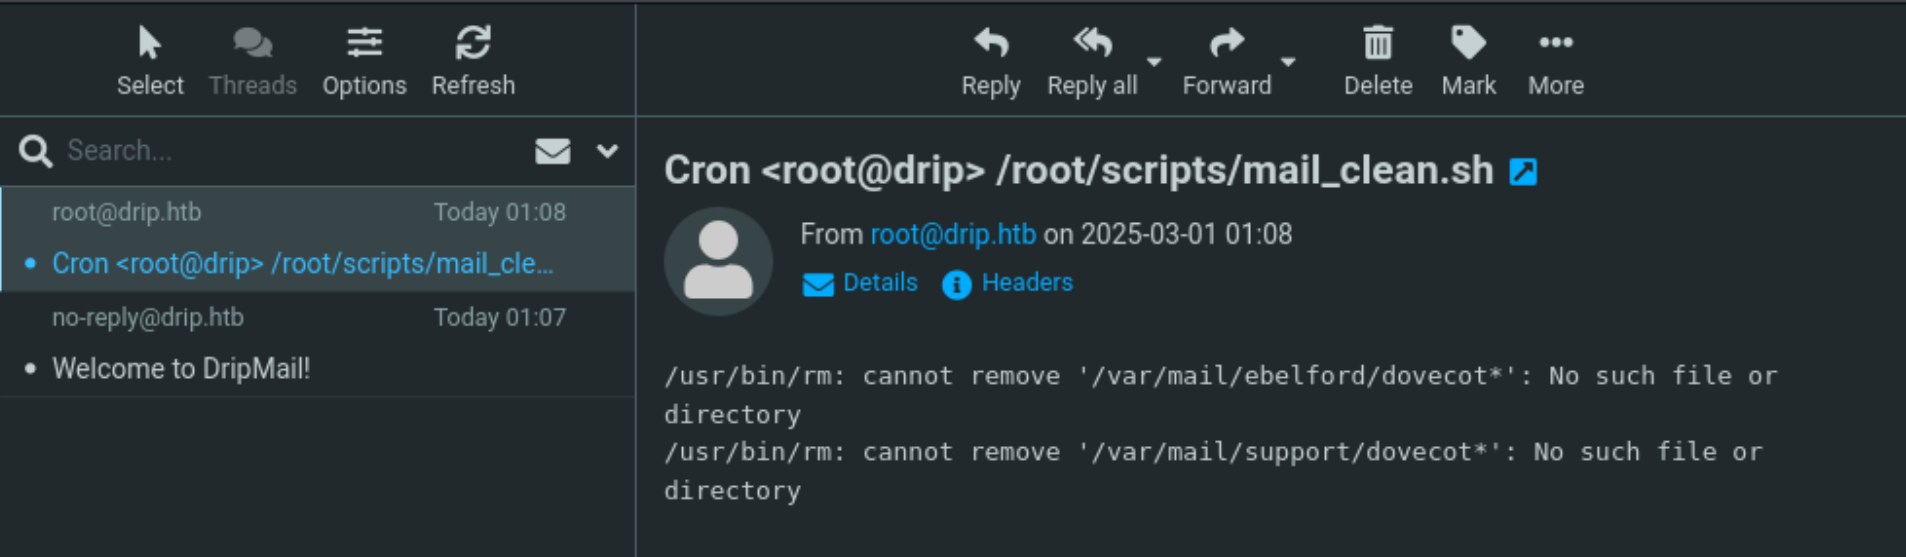 Select Threads Options Refresh
Reply Reply all Forward Delete Mark More
Search...
root@drip.htb Today 01:08
Cron <root@drip> /root/scripts/mail_cle...
no-reply@drip.htb Today 01:07
Welcome to DripMail!
Cron <root@drip> /root/scripts/mail_clean.sh
From root@drip.htb on 2025-03-01 01:08
Details Headers
/usr/bin/rm: cannot remove '/var/mail/ebelford/dovecot*': No such file or
directory
/usr/bin/rm: cannot remove '/var/mail/support/dovecot*': No such file or
directory